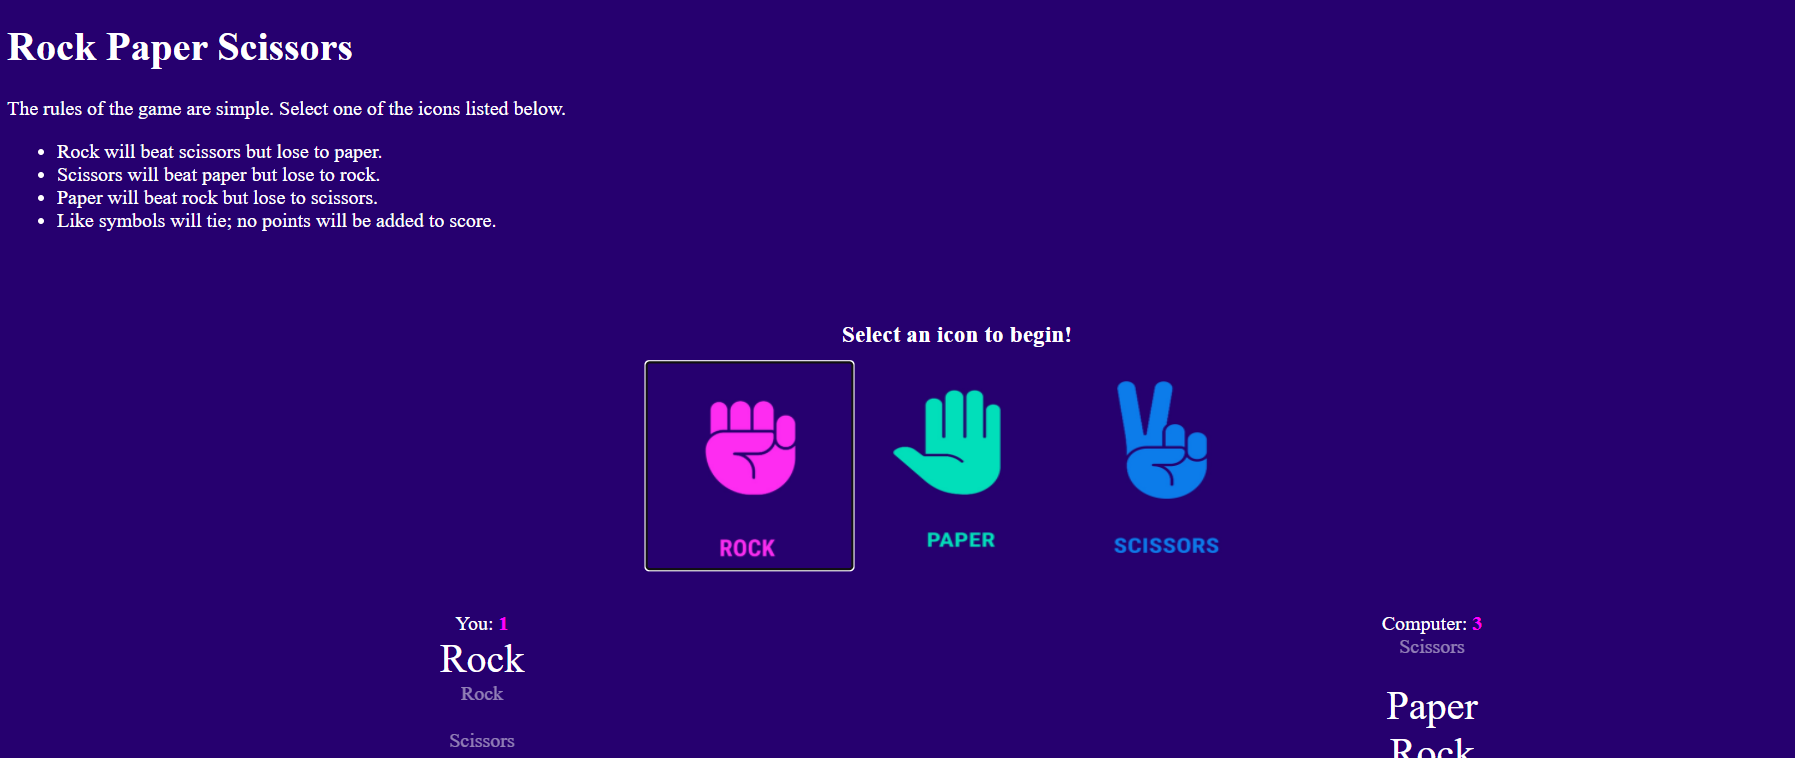 Rock Paper Scissors
The rules of the game are simple. Select one of the icons listed below.
• Rock will beat scissors but lose to paper.
• Scissors will beat paper but lose to rock.
• Paper will beat rock but lose to scissors.
• Like symbols will tie; no points will be added to score.
Select an icon to begin!
ROCK
PAPER
SCISSORS
You: 1
Rock
Rock
Scissors
Computer: 3
Scissors
Paper
Rock